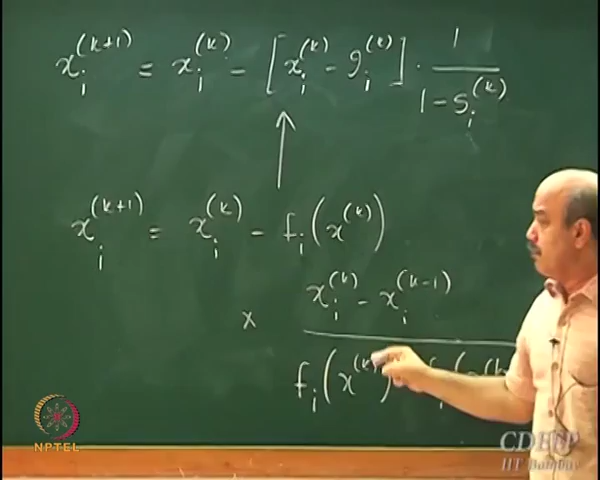 x_i^(k+1) = x_i^(k) - [x_i^(k) - g_i^(k)] . 1 / (1 - s_i^(k))
x_i^(k+1) = x_i^(k) - f_i(x^(k))
x (x_i^(k) - x_i^(k-1)) /
f_i(x^(k))
NPTEL
CDEEP
IIT Bombay